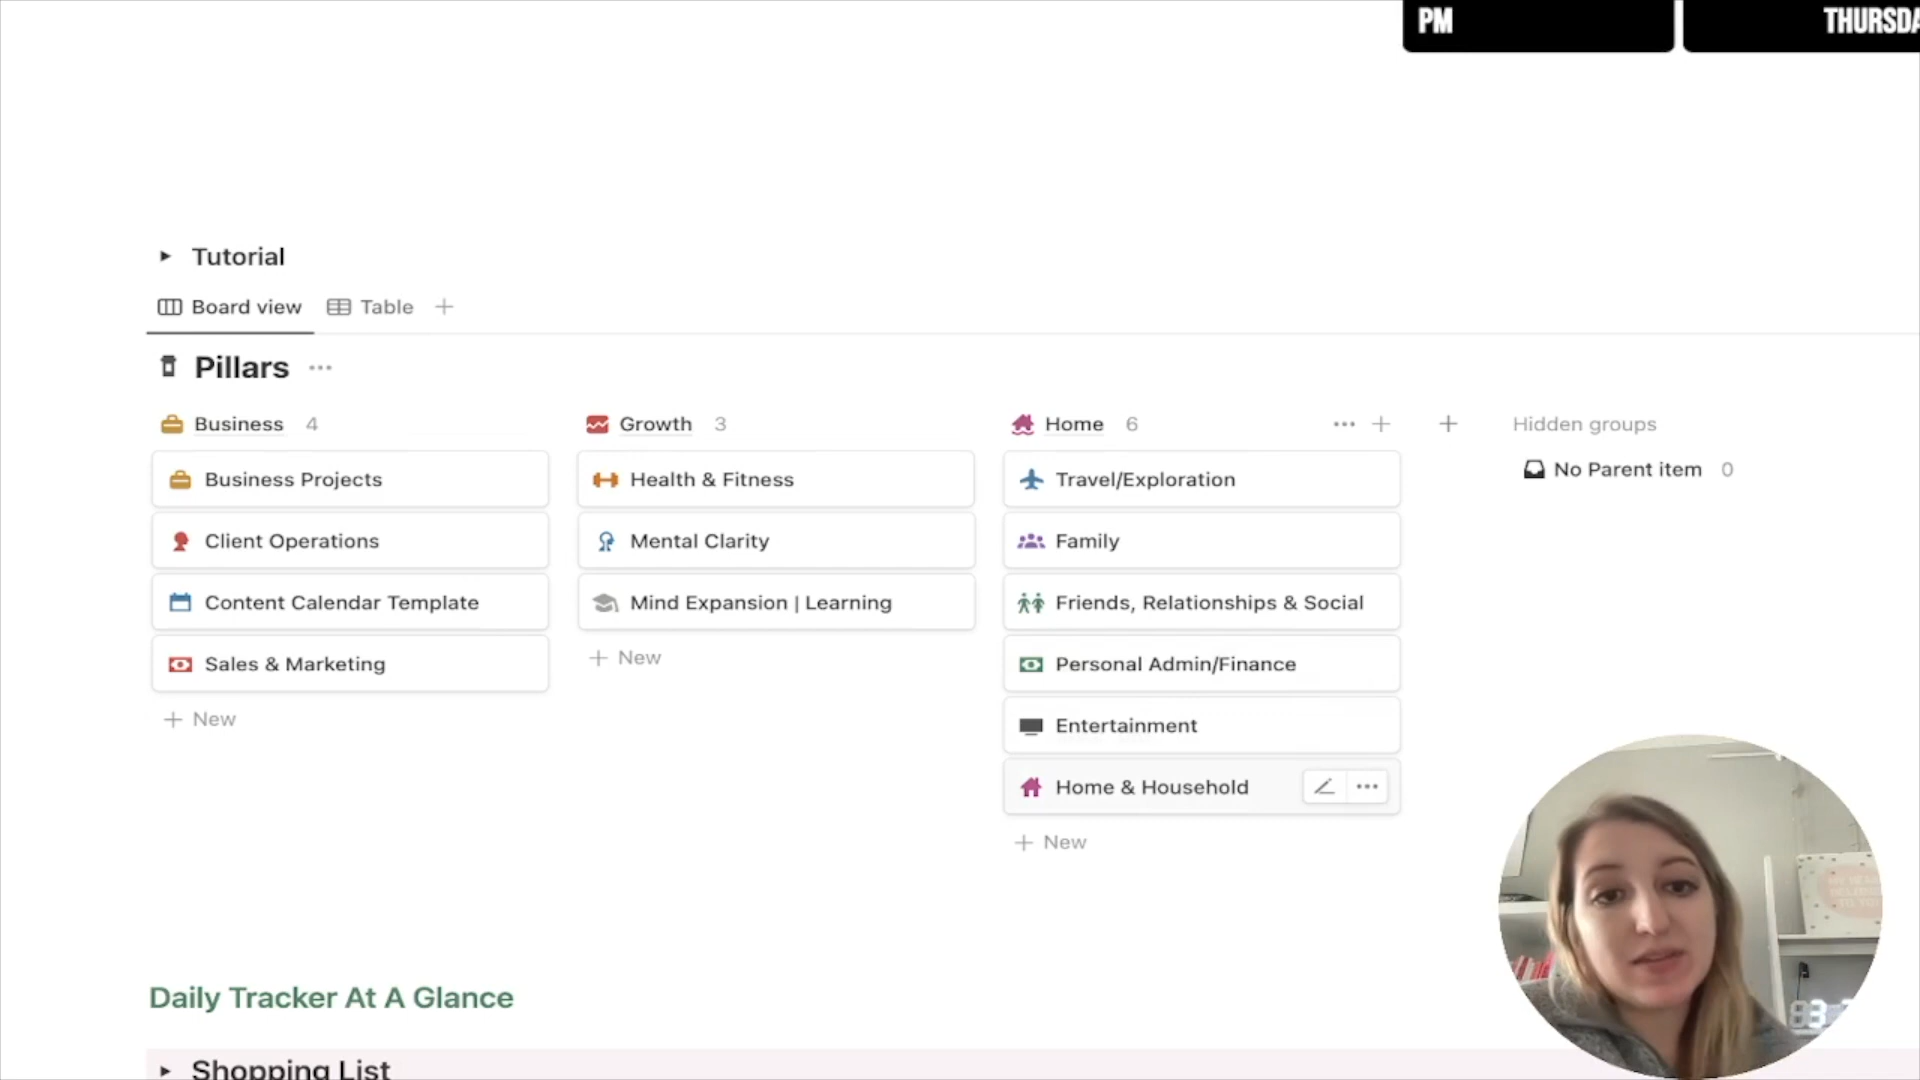 PM
THURSDA
Tutorial
Board view
Table
Pillars
Business 4
Business Projects
Client Operations
Content Calendar Template
Sales & Marketing
New
Growth 3
Health & Fitness
Mental Clarity
Mind Expansion | Learning
New
Home 6
Travel/Exploration
Family
Friends, Relationships & Social
Personal Admin/Finance
Entertainment
Home & Household
New
Hidden groups
No Parent item 0
Daily Tracker At A Glance
Shopping List